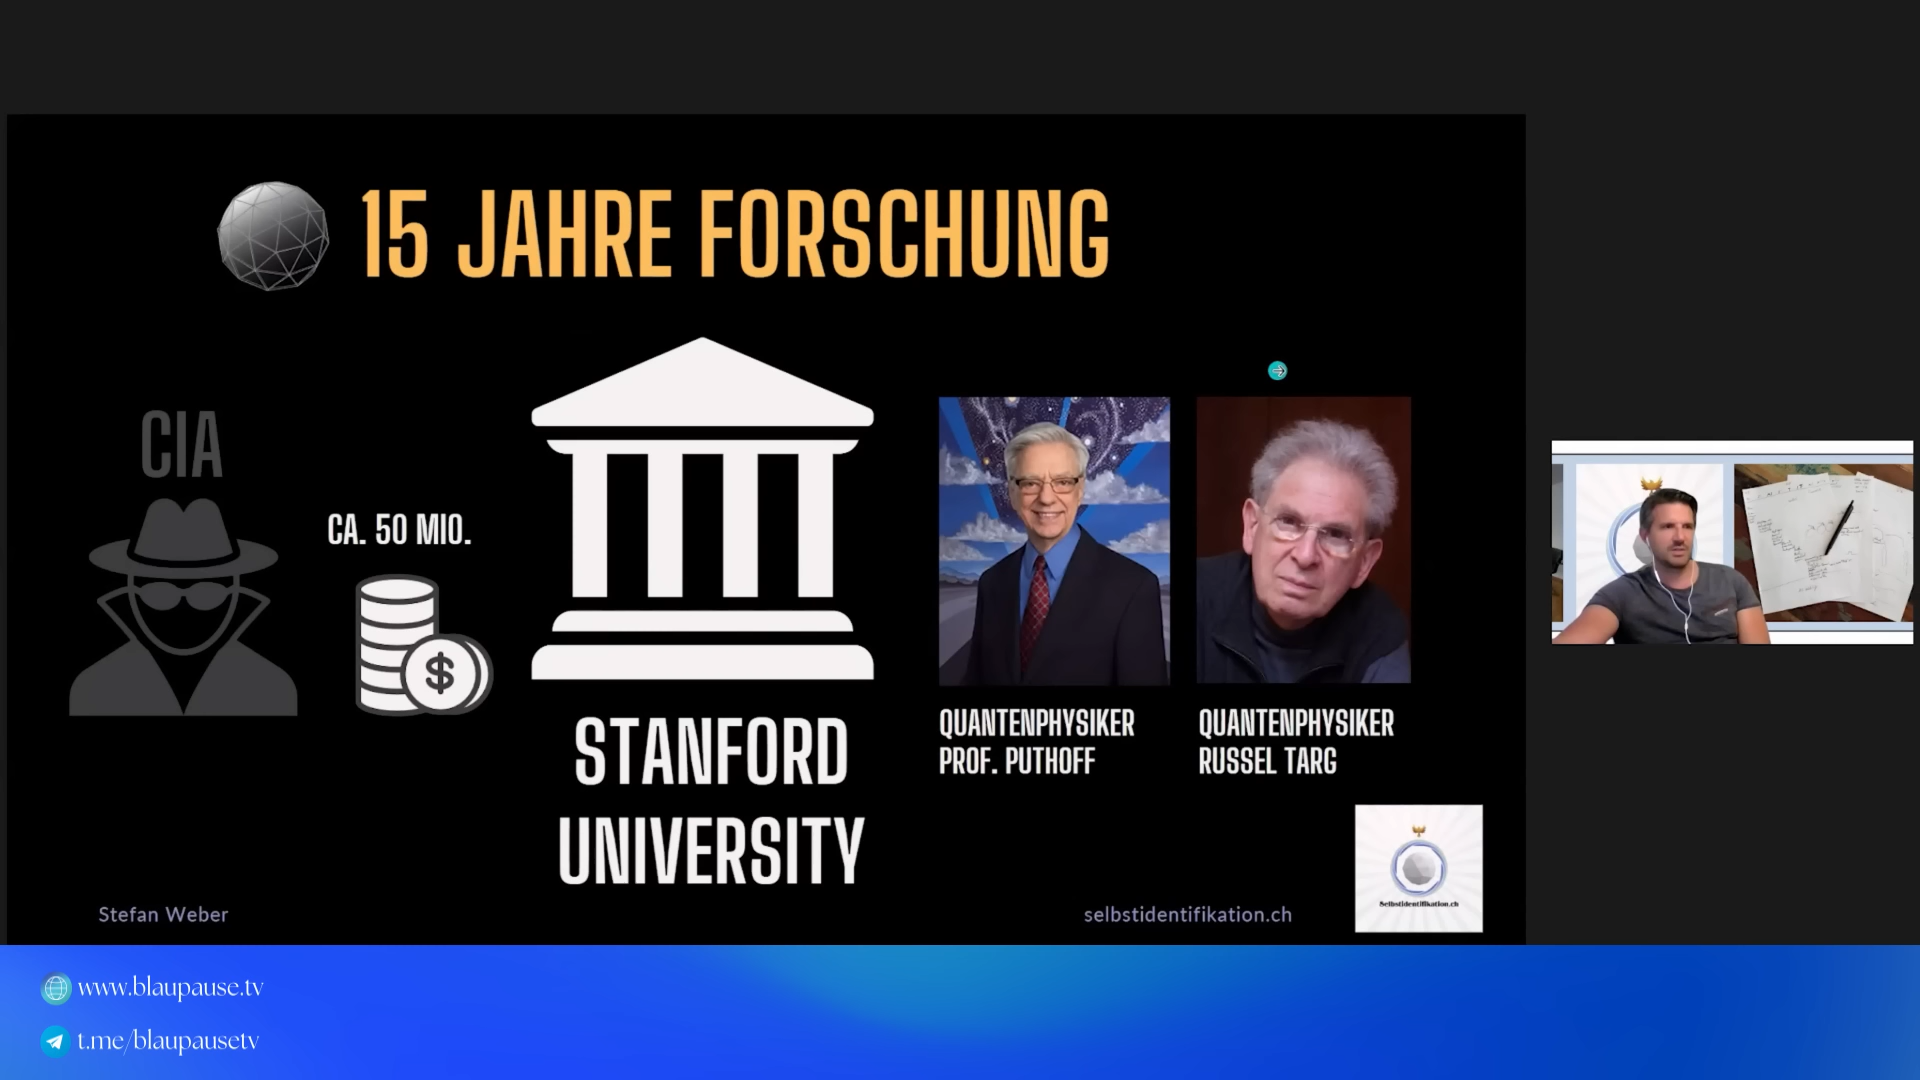 15 JAHRE FORSCHUNG
CIA
CA. 50 MIO.
$
STANFORD
UNIVERSITY
QUANTENPHYSIKER
PROF. PUTHOFF
QUANTENPHYSIKER
RUSSEL TARG
Stefan Weber
selbstidentifikation.ch
Selbstidentifikation.ch
www.blaupause.tv
t.me/blaupausetv